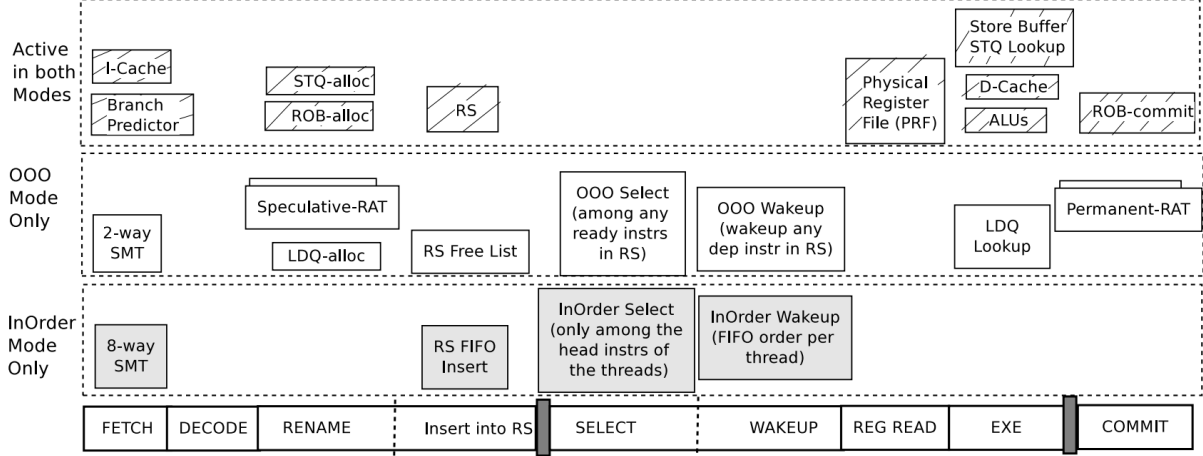 Active
in both
Modes
I-Cache
Branch
Predictor
STQ-alloc
ROB-alloc
RS
Physical
Register
File (PRF)
Store Buffer
STQ Lookup
D-Cache
ALUs
ROB-commit
OOO
Mode
Only
2-way
SMT
Speculative-RAT
LDQ-alloc
RS Free List
OOO Select
(among any
ready instrs
in RS)
OOO Wakeup
(wakeup any
dep instr in RS)
LDQ
Lookup
Permanent-RAT
InOrder
Mode
Only
8-way
SMT
RS FIFO
Insert
InOrder Select
(only among the
head instrs of
the threads)
InOrder Wakeup
(FIFO order per
thread)
FETCH
DECODE
RENAME
Insert into RS
SELECT
WAKEUP
REG READ
EXE
COMMIT